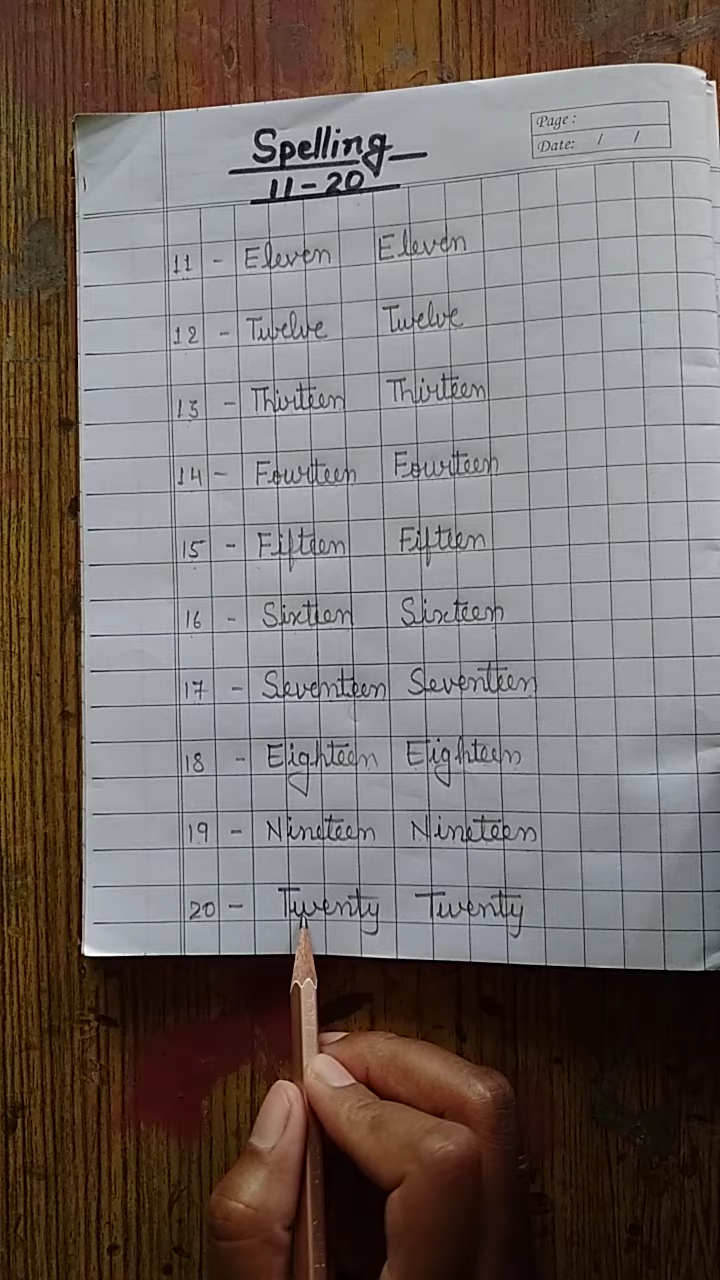 Page :
Date: / /
Spelling
11-20
11 - Eleven Eleven
12 - Twelve Twelve
13 - Thirteen Thirteen
14 - Fourteen Fourteen
15 - Fifteen Fifteen
16 - Sixteen Sixteen
17 - Seventeen Seventeen
18 - Eighteen Eighteen
19 - Nineteen Nineteen
20 - Twenty Twenty